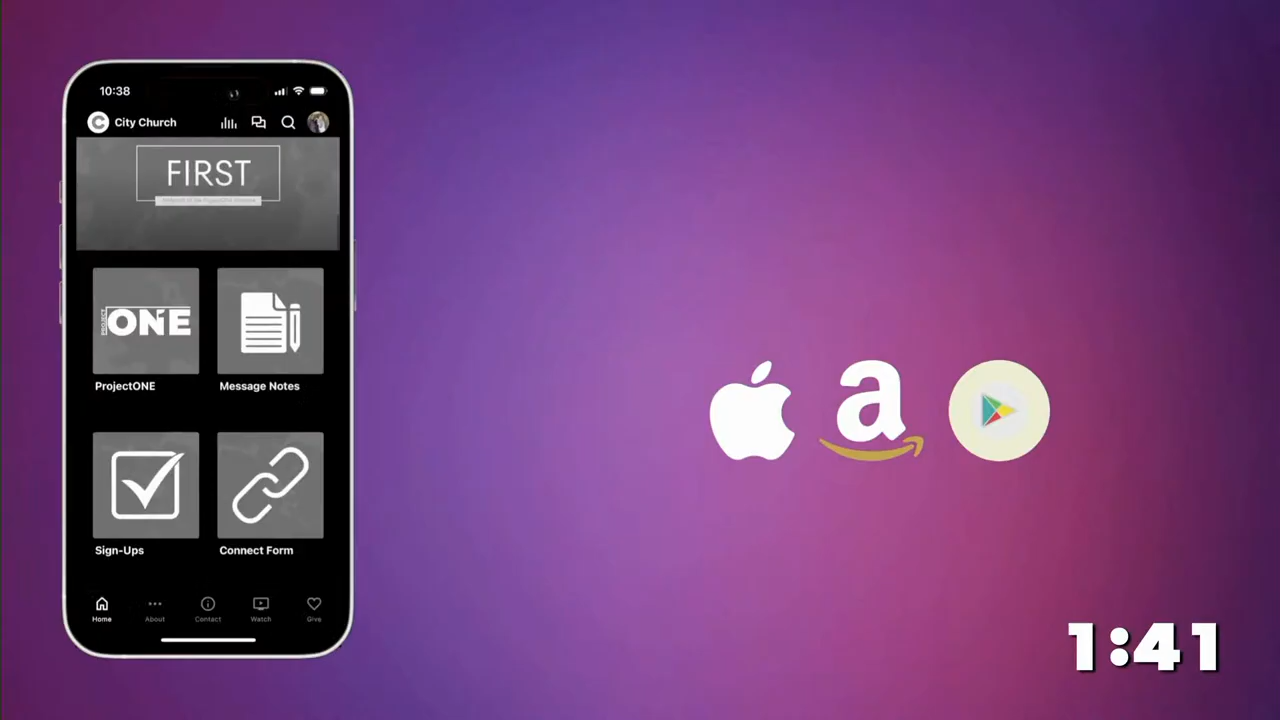 10:38
City Church
FIRST
PROJECT
ONE
ProjectONE
Message Notes
Sign-Ups
Connect Form
Home
About
Contact
Watch
Give
a
1:41